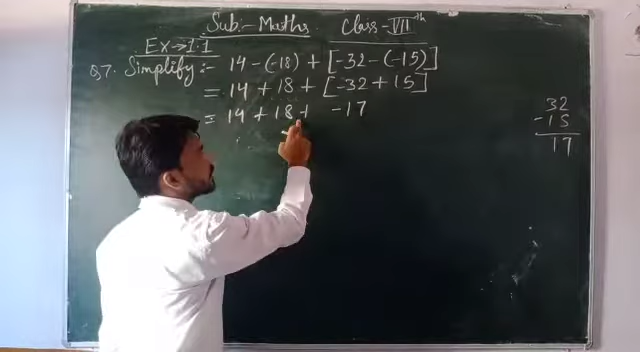 Sub:- Maths Class-VII th
Ex→1.1
Q7. Simplify:- 14 - (-18) + [-32 - (-15)]
= 14 + 18 + [-32 + 15]
= 14 + 18 + -17
32
-15
17